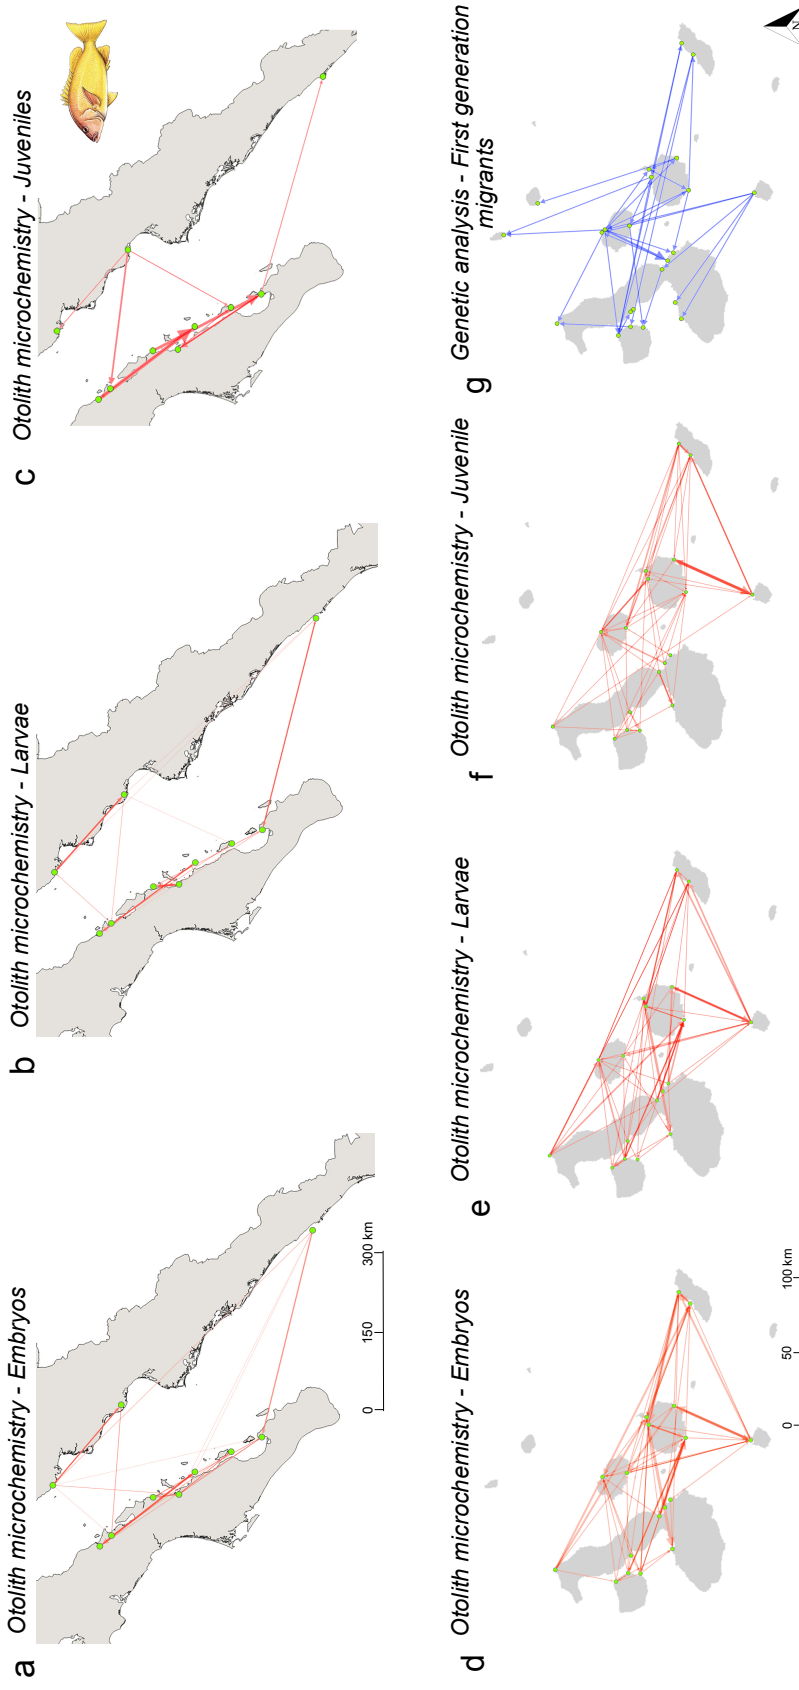 a
Otolith microchemistry - Embryos
0
150
300 km
b
Otolith microchemistry - Larvae
c
Otolith microchemistry - Juveniles
d
Otolith microchemistry - Embryos
0
50
100 km
e
Otolith microchemistry - Larvae
f
Otolith microchemistry - Juvenile
g
Genetic analysis - First generation
migrants
N